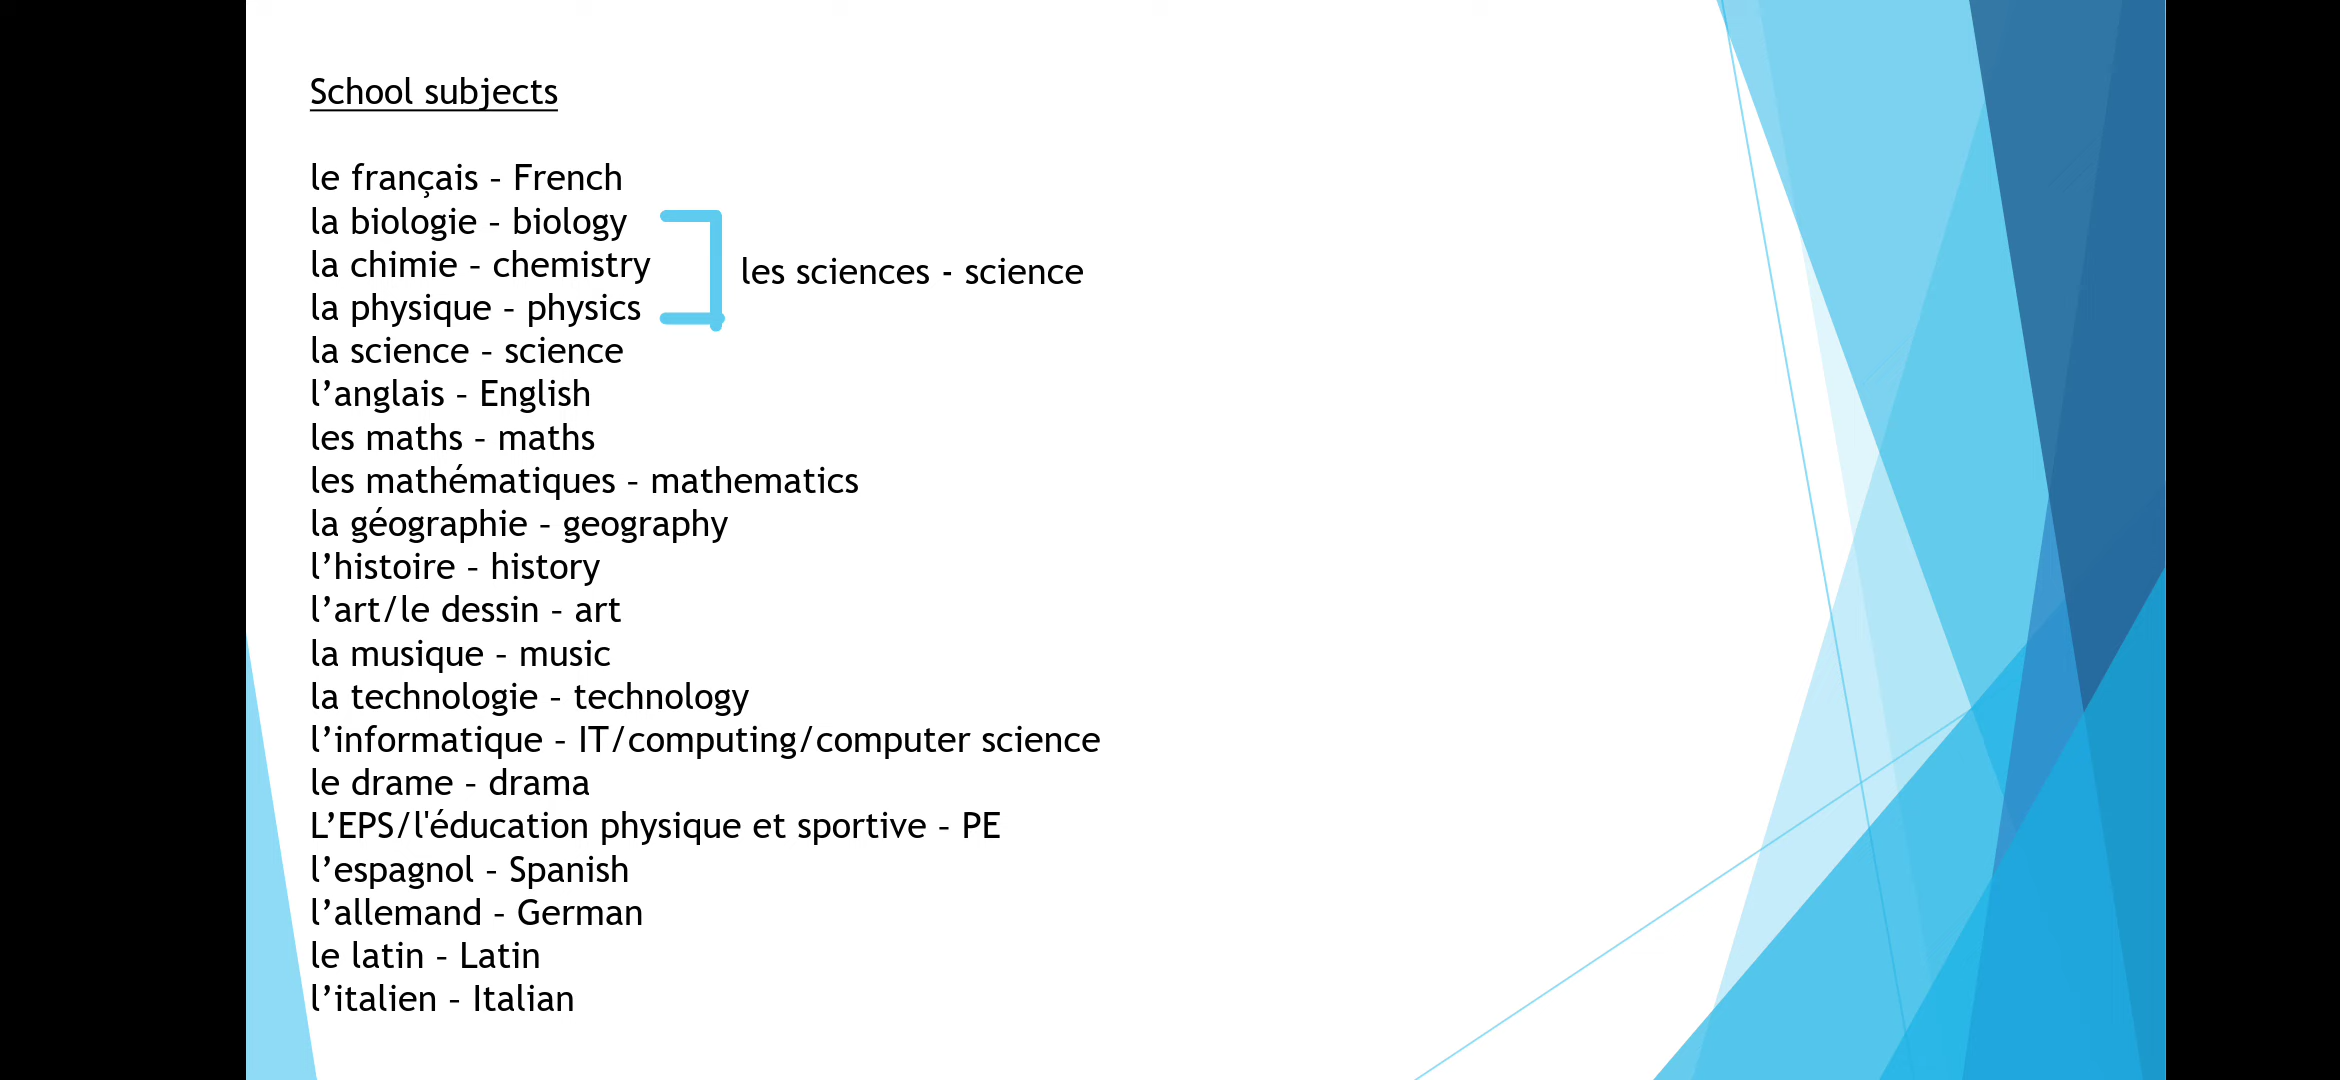 School subjects
le français – French
la biologie – biology
la chimie – chemistry
la physique – physics
les sciences - science
la science – science
l’anglais – English
les maths – maths
les mathématiques – mathematics
la géographie – geography
l’histoire – history
l’art/le dessin – art
la musique – music
la technologie – technology
l’informatique – IT/computing/computer science
le drame – drama
L’EPS/l'éducation physique et sportive – PE
l’espagnol – Spanish
l’allemand – German
le latin – Latin
l’italien – Italian